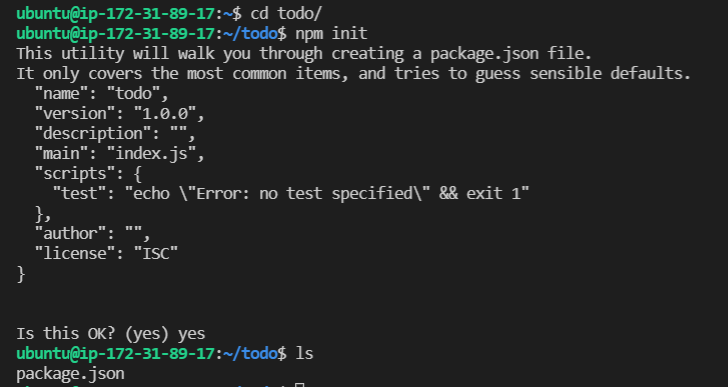 ubuntu@ip-172-31-89-17:~$ cd todo/
ubuntu@ip-172-31-89-17:~/todo$ npm init
This utility will walk you through creating a package.json file.
It only covers the most common items, and tries to guess sensible defaults.
  "name": "todo",
  "version": "1.0.0",
  "description": "",
  "main": "index.js",
  "scripts": {
    "test": "echo \"Error: no test specified\" && exit 1"
  },
  "author": "",
  "license": "ISC"
}
Is this OK? (yes) yes
ubuntu@ip-172-31-89-17:~/todo$ ls
package.json